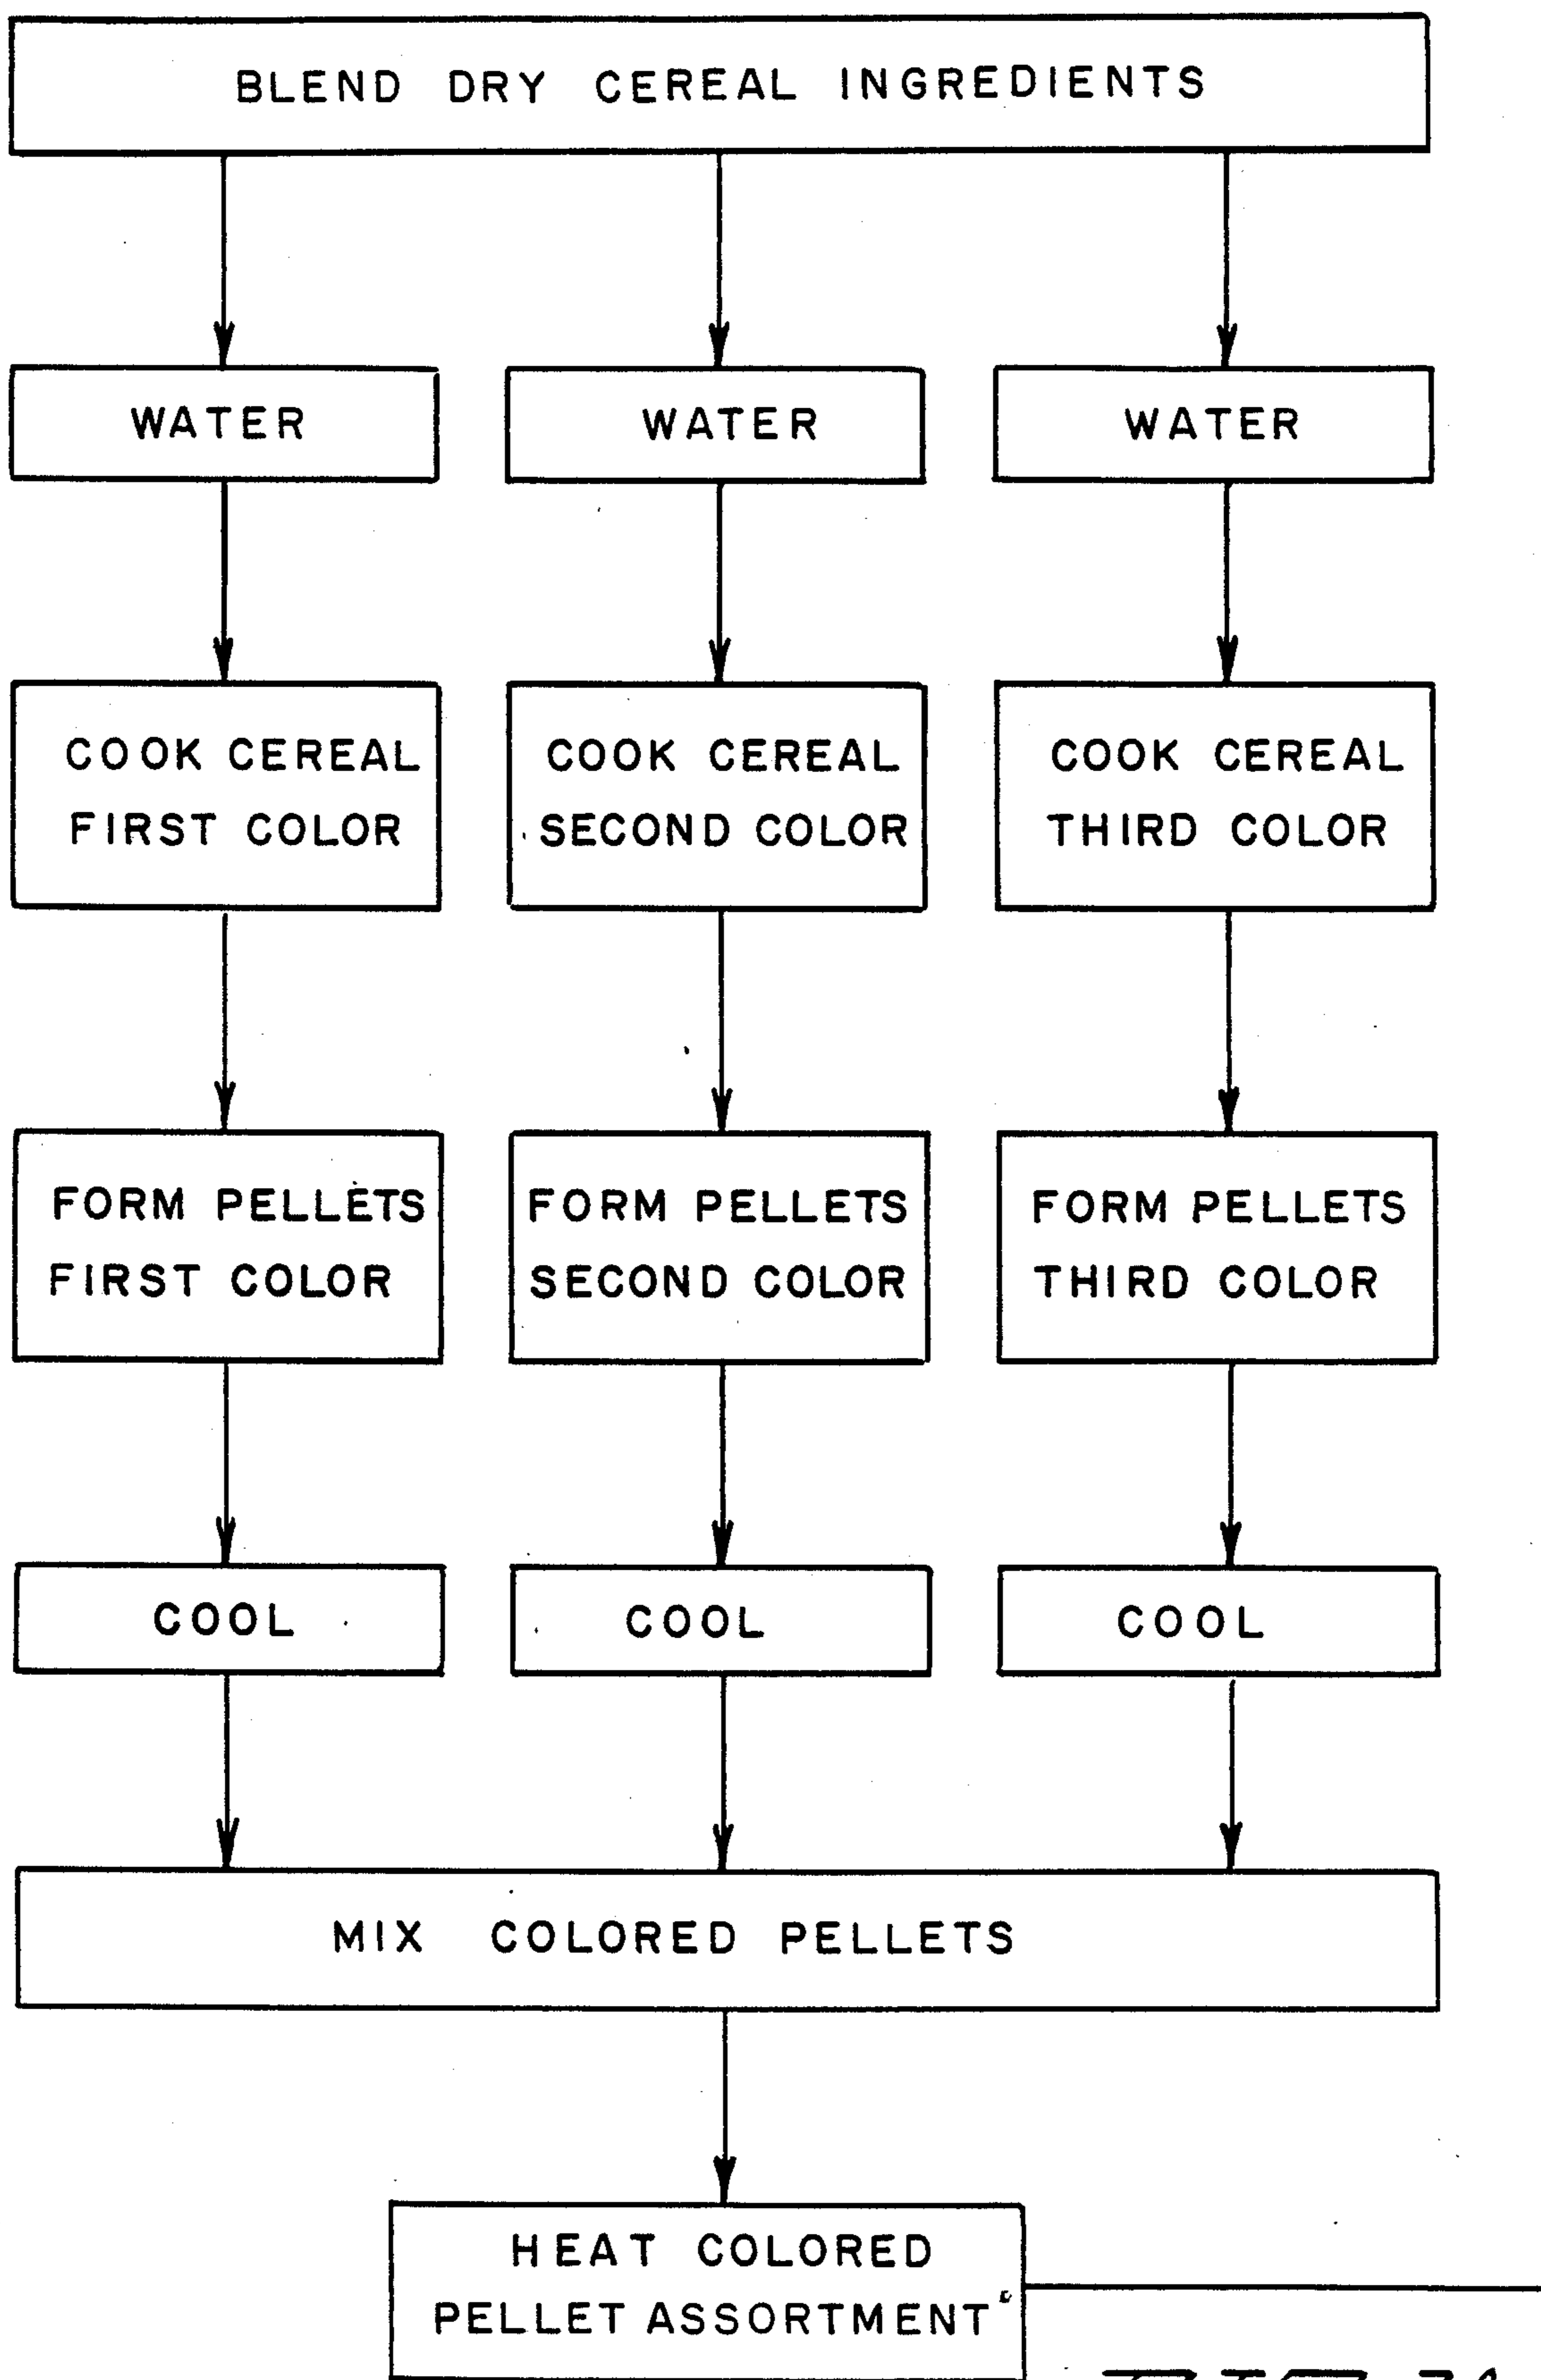 BLEND DRY CEREAL INGREDIENTS
WATER
WATER
WATER
COOK CEREAL
FIRST COLOR
COOK CEREAL
SECOND COLOR
COOK CEREAL
THIRD COLOR
FORM PELLETS
FIRST COLOR
FORM PELLETS
SECOND COLOR
FORM PELLETS
THIRD COLOR
COOL
COOL
COOL
MIX COLORED PELLETS
HEAT COLORED
PELLET ASSORTMENT